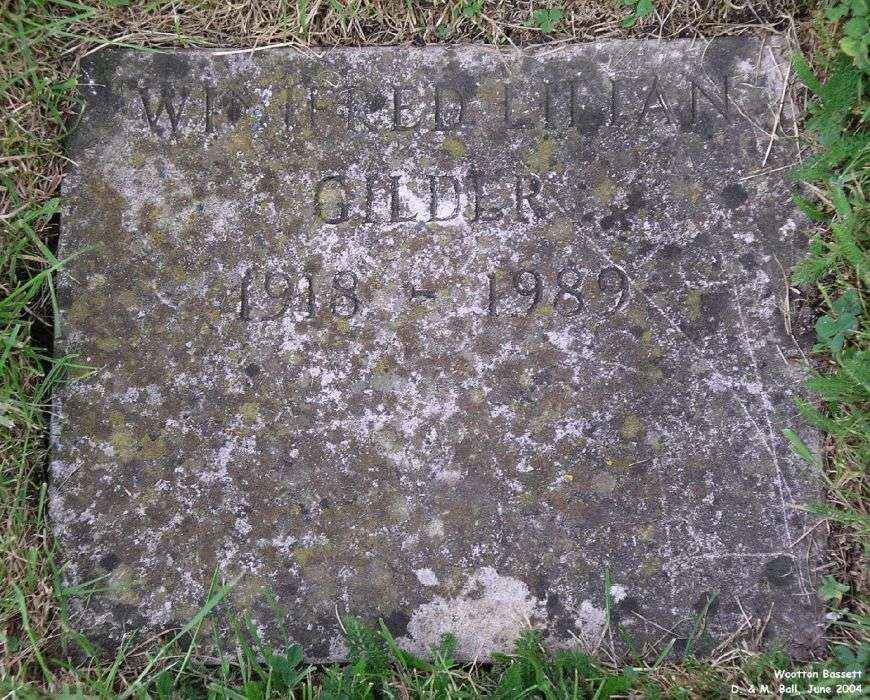 WINIFRED LILIAN
GILDER
1918 - 1989
Wootton Bassett
D. & M. Ball, June 2004